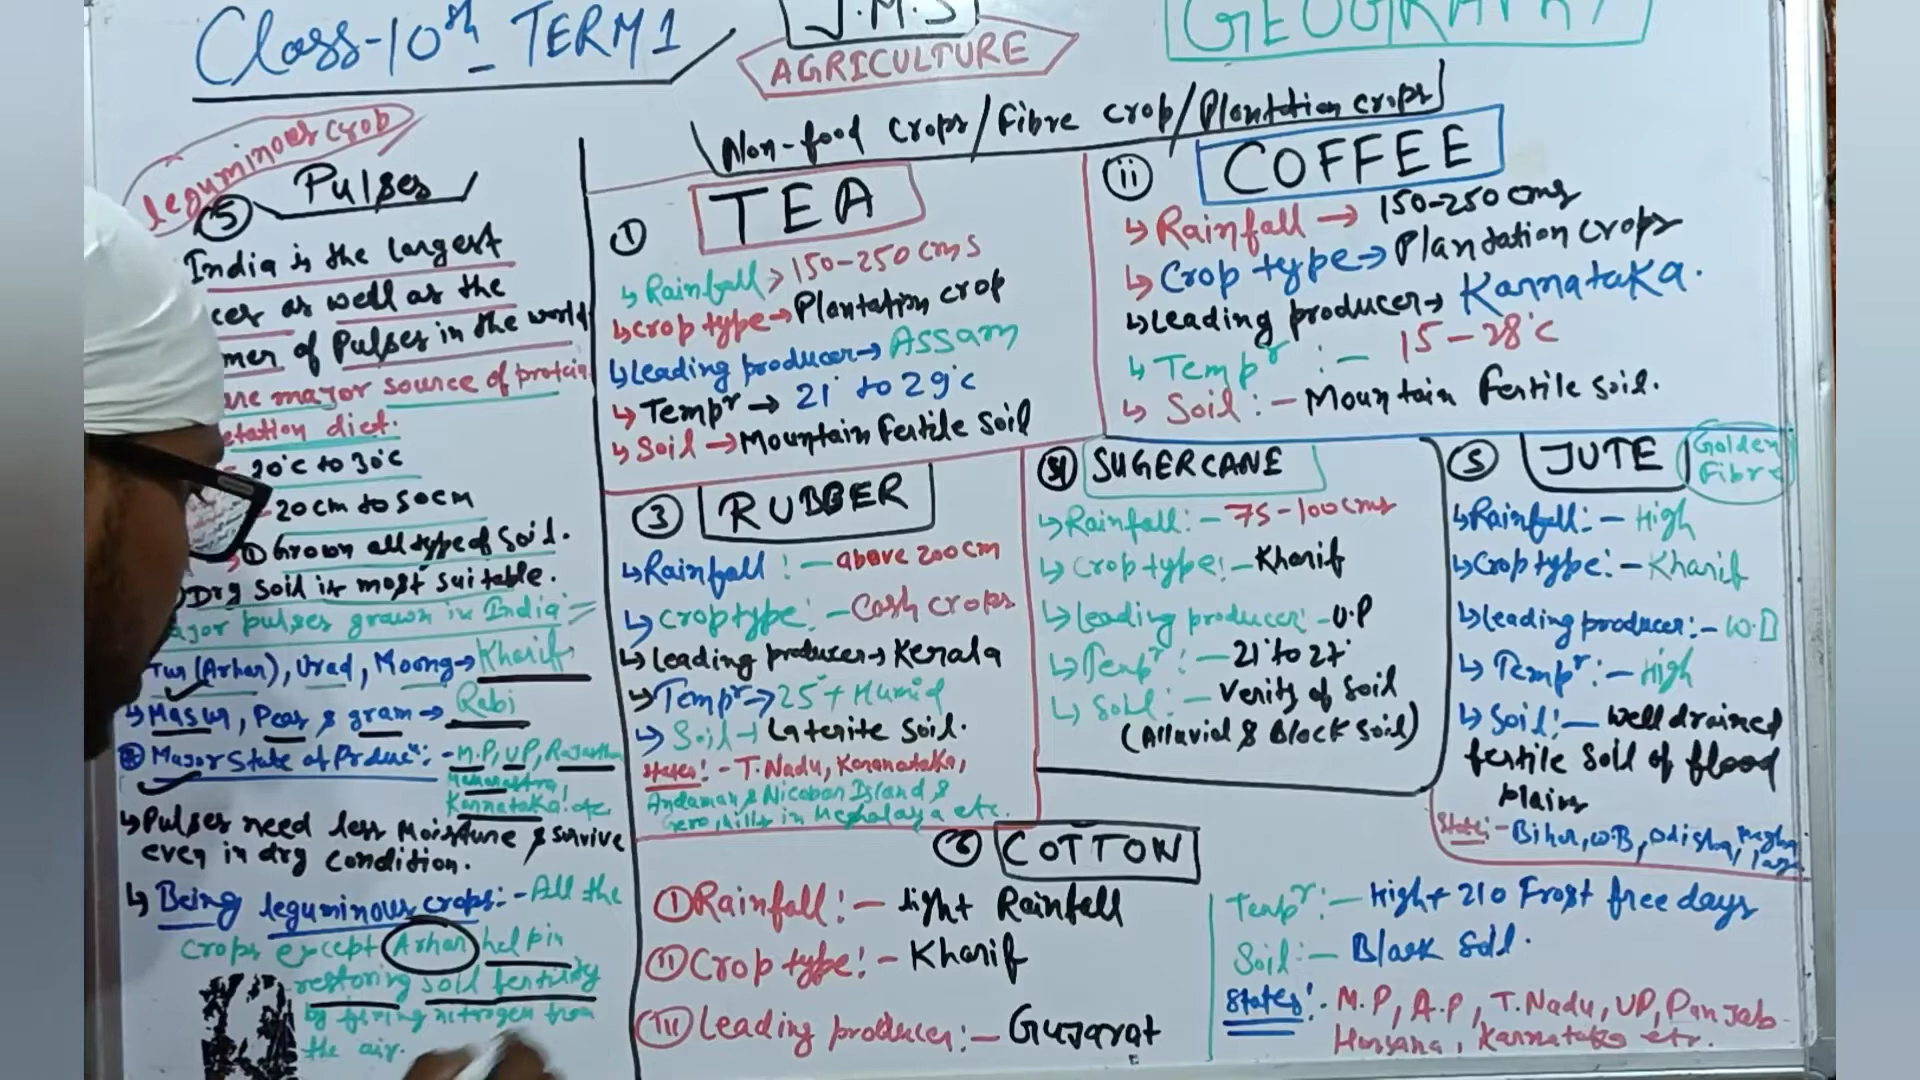 Class-10th_TERM 1
J.M.S
AGRICULTURE
GEOGRAPHY
Non-food crops/Fibre crop/Plantation crops
leguminous crop
5 Pulses
India is the largest
cer as well as the
mer of Pulses in the world
are major source of protein
etation diet.
20°c to 30°c
20cm to 50cm
Grown all type of Soil.
Dry soil is most suitable.
ajor pulses grown in India
Tur (Arhar), Urad, Moong→ Kharif
Masur, Peas & gram → Rabi
Major State of Producn:- M.P, UP, Rajasthan
Maharastra,
Karnataka. etc.
Pulses need less Moisture & survive
even in dry condition.
Being leguminous crops:- All the
crops except Arhar help in
restoring soil fertility
by fixing nitrogen from
the air.
① TEA
Rainfall > 150-250 cms
crop type → Plantation crop
leading producer → Assam
Tempr → 21° to 29°c
Soil → Mountain Fertile soil
ii COFFEE
Rainfall → 150-250 cms
Crop type → Plantation crops
leading producer → Karnataka.
Tempr :- 15-28°c
Soil :- Mountain Fertile soil.
③ RUBBER
Rainfall :- above 200cm
Crop type :- Cash crops
leading producer → Kerala
Tempr → 25° + Humid
Soil → Laterite Soil.
States:- T.Nadu, Karanataka,
Andaman & Nicobar Island &
Gero, hills in Meghalaya etc.
SUGERCANE
Rainfall :- 75-100cms
Crop type:- Kharif
leading producer:- U.P
Tempr :- 21° to 27°
Soil :- Verity of Soil
(Alluvial & Black Soil)
⑤ JUTE
Golden
Fibre
Rainfall :- High
Crop type:- Kharif
leading producer:- W.B
Tempr:- High
Soil:- well drained
fertile Soil of flood
plains
State:- Bihar, W.B, Odisha, Megha
laya
⑥ COTTON
① Rainfall :- light Rainfall
ⅱ Crop type:- Kharif
ⅲ leading producer:- Gujarat
Tempr:- High + 210 Frost free days
Soil:- Black Soil.
States:- M.P, A.P, T.Nadu, UP, Panjab
Haryana, Karnataka etc.